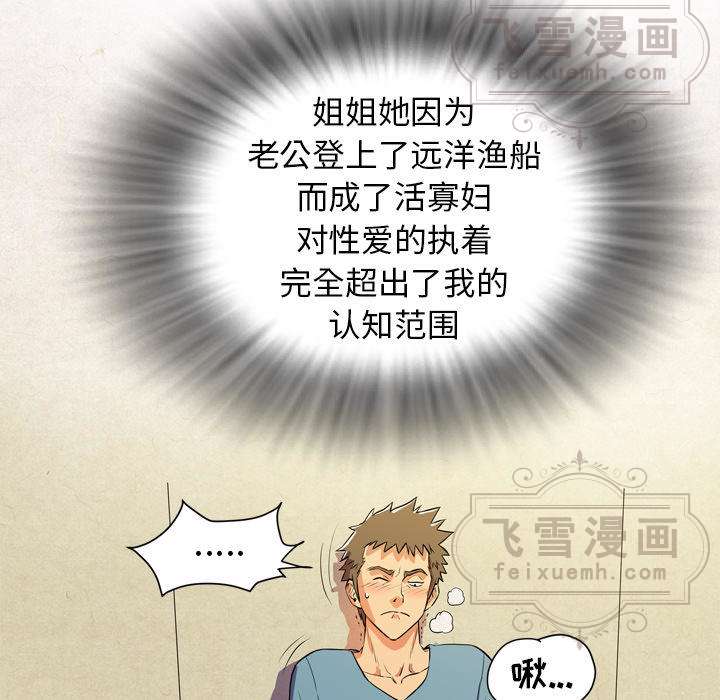 飞雪漫画
feixuemh.com
姐姐她因为
老公登上了远洋渔船
而成了活寡妇
对性爱的执着
完全超出了我的
认知范围
飞雪漫画
feixuemh.com
.....
啾...